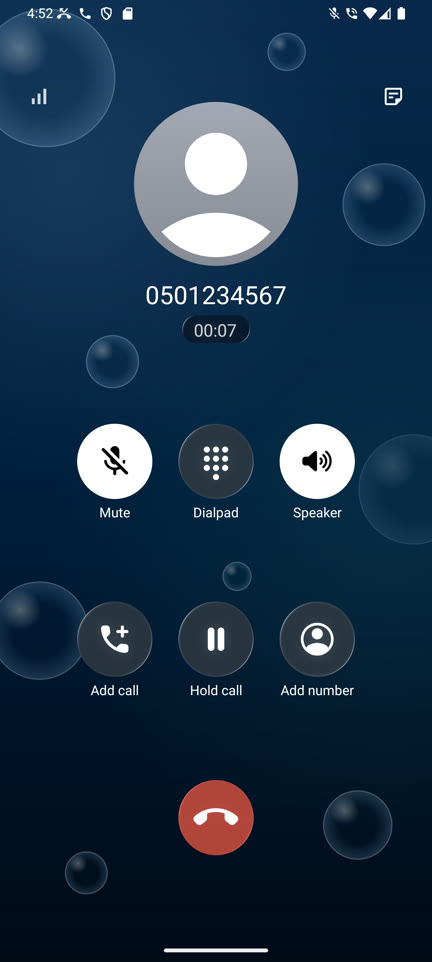 4:52
0501234567
00:07
Mute
Dialpad
Speaker
Add call
Hold call
Add number